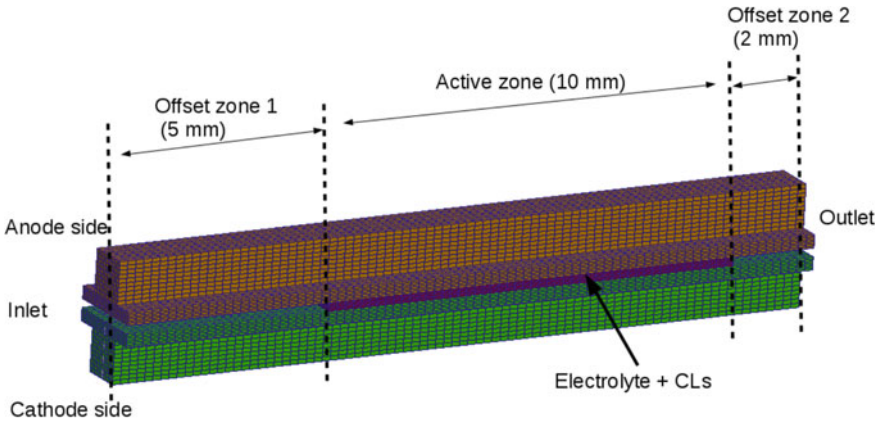 Offset zone 2
(2 mm)
Active zone (10 mm)
Offset zone 1
(5 mm)
Anode side
Outlet
Inlet
Electrolyte + CLs
Cathode side